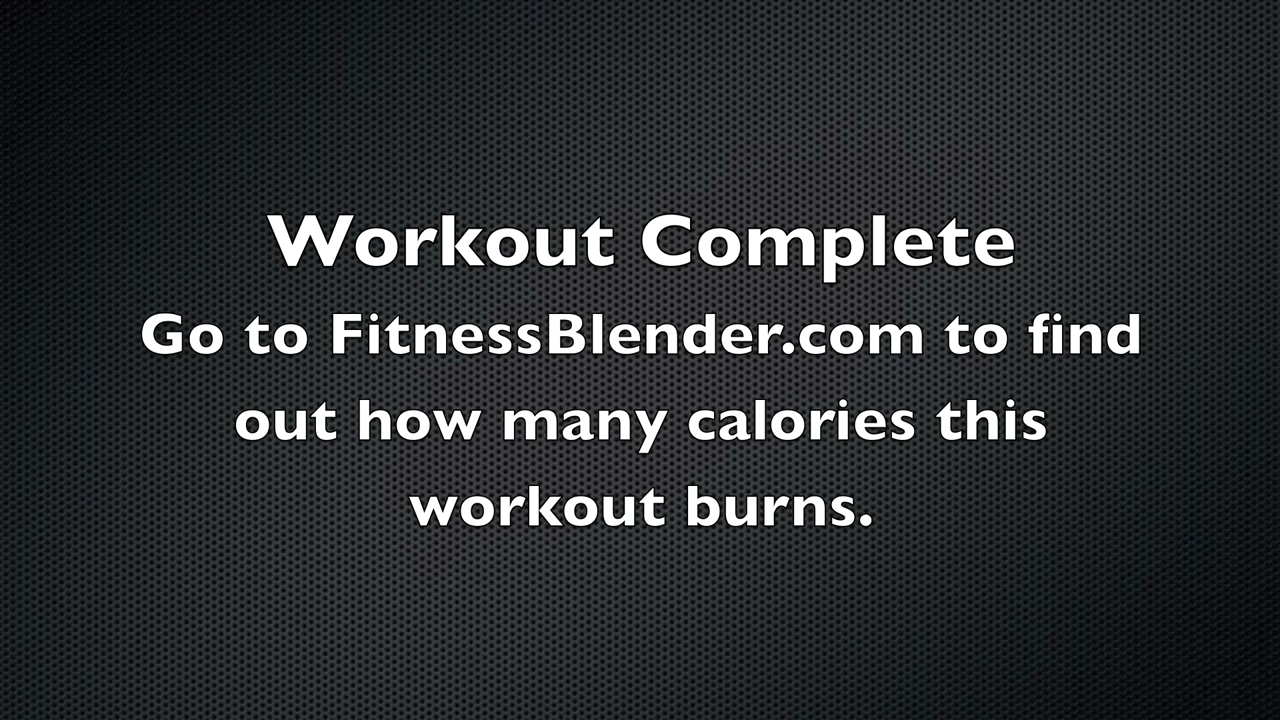 Workout Complete
Go to FitnessBlender.com to find
out how many calories this
workout burns.